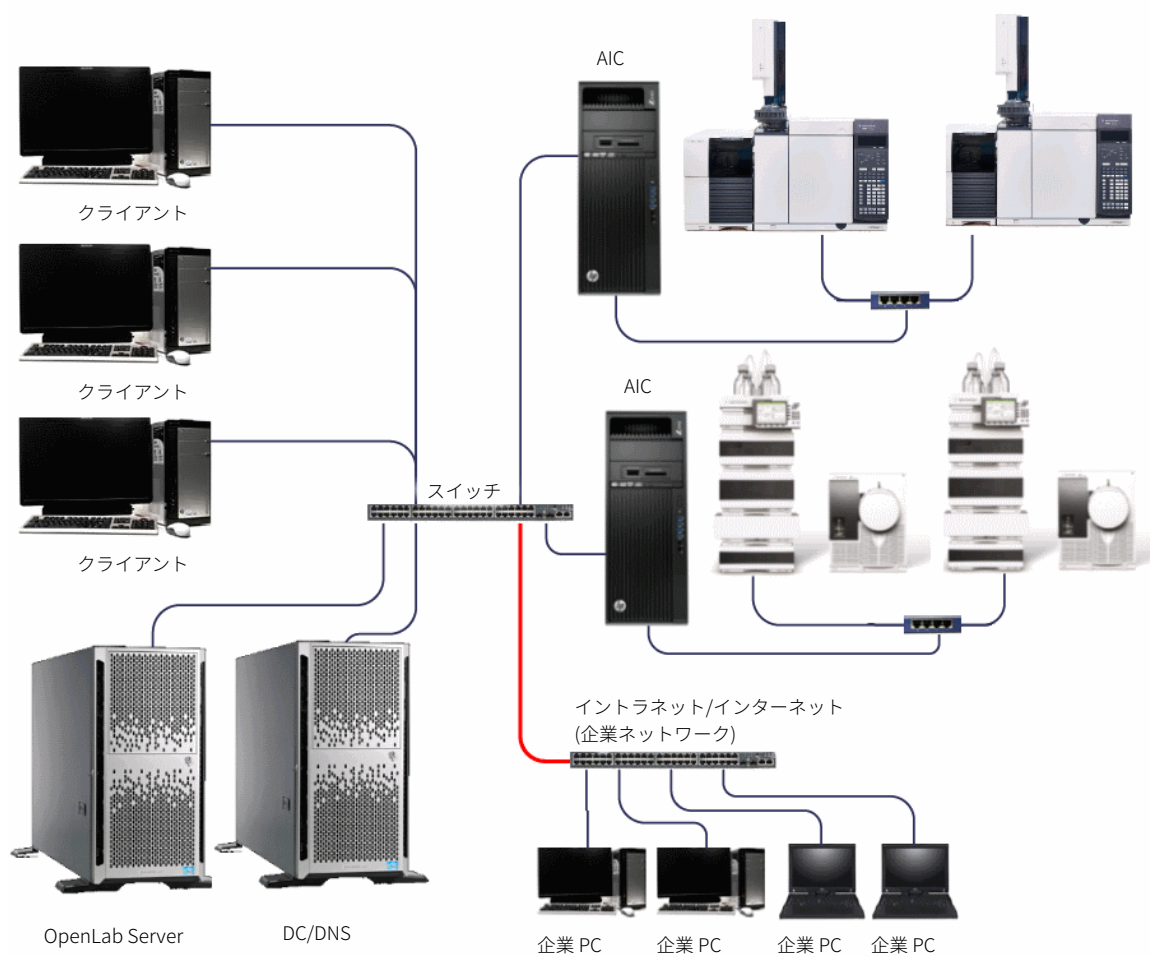 AIC
クライアント
クライアント
AIC
スイッチ
クライアント
イントラネット/インターネット
(企業ネットワーク)
OpenLab Server
DC/DNS
企業 PC
企業 PC
企業 PC
企業 PC